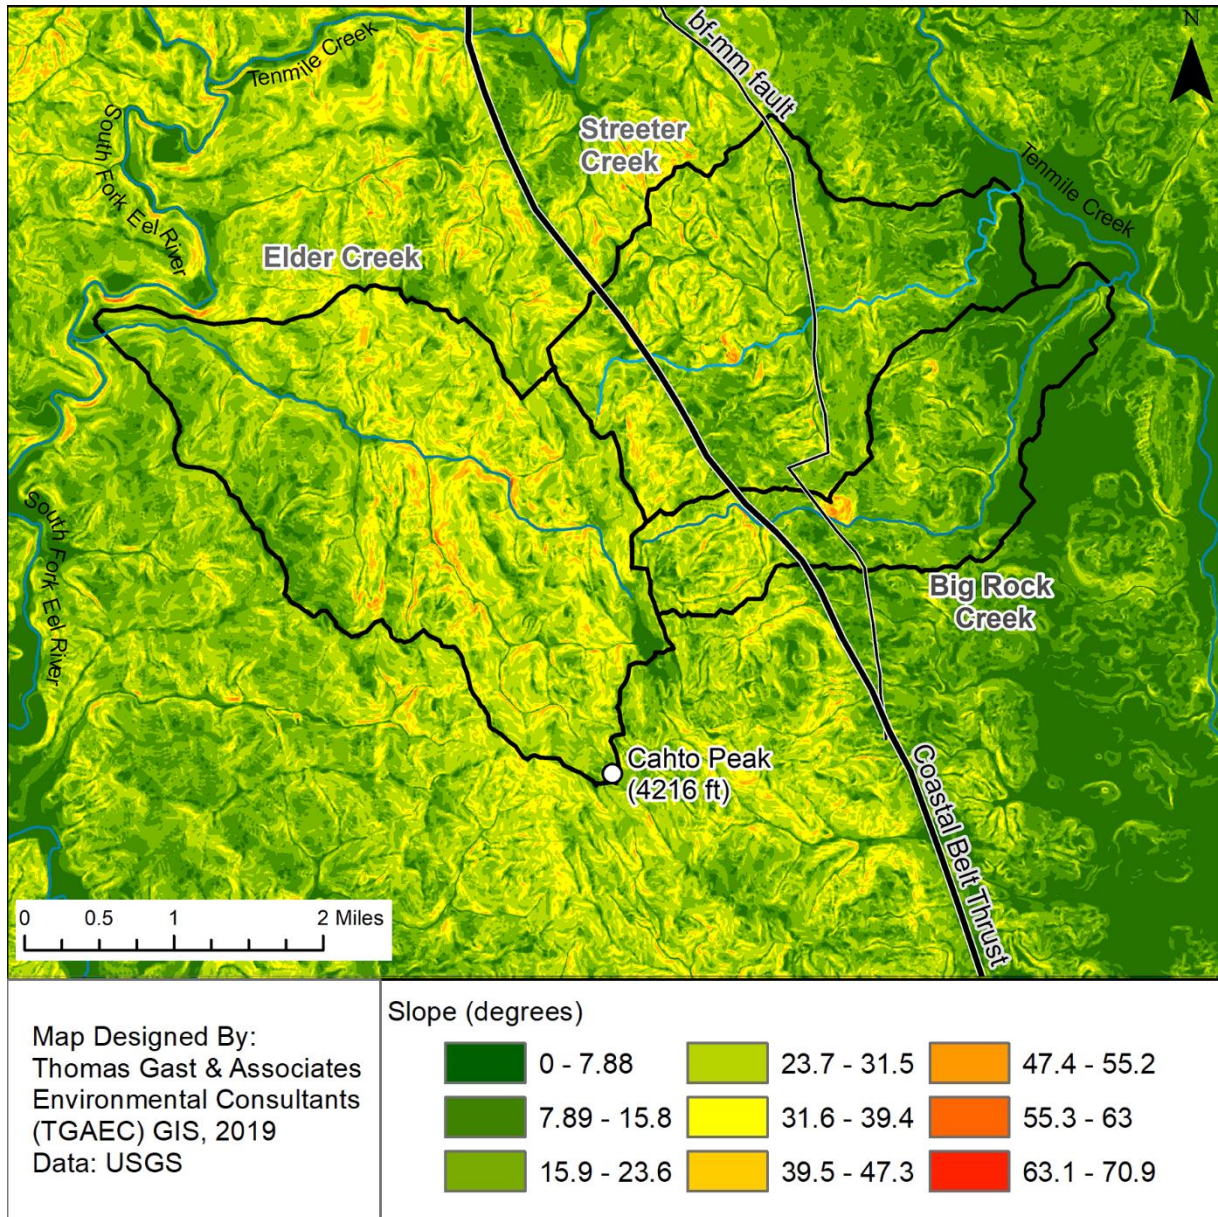 N
bf-mm fault
Tenmile Creek
South Fork Eel River
Streeter
Creek
Tenmile Creek
Elder Creek
South Fork Eel River
Big Rock
Creek
Cahto Peak
(4216 ft)
Coastal Belt Thrust
0 0.5 1 2 Miles
Map Designed By:
Thomas Gast & Associates
Environmental Consultants
(TGAEC) GIS, 2019
Data: USGS
Slope (degrees)
0 - 7.88
7.89 - 15.8
15.9 - 23.6
23.7 - 31.5
31.6 - 39.4
39.5 - 47.3
47.4 - 55.2
55.3 - 63
63.1 - 70.9